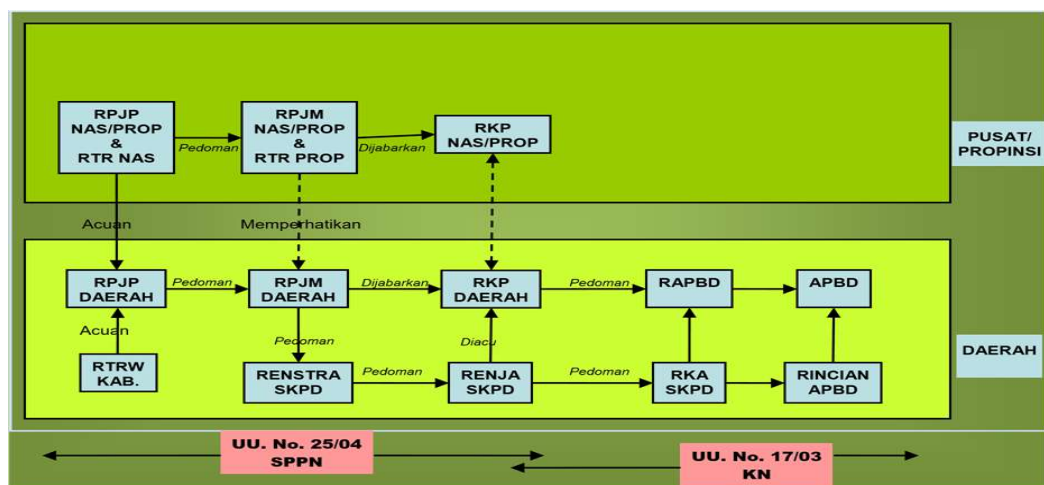 RPJP
NAS/PROP
&
RTR NAS
Pedoman
RPJM
NAS/PROP
&
RTR PROP
Dijabarkan
RKP
NAS/PROP
PUSAT/
PROPINSI
Acuan
Memperhatikan
RPJP
DAERAH
Pedoman
RPJM
DAERAH
Dijabarkan
RKP
DAERAH
Pedoman
RAPBD
APBD
Acuan
Pedoman
Diacu
DAERAH
RTRW
KAB.
RENSTRA
SKPD
Pedoman
RENJA
SKPD
Pedoman
RKA
SKPD
RINCIAN
APBD
UU. No. 25/04
SPPN
UU. No. 17/03
KN